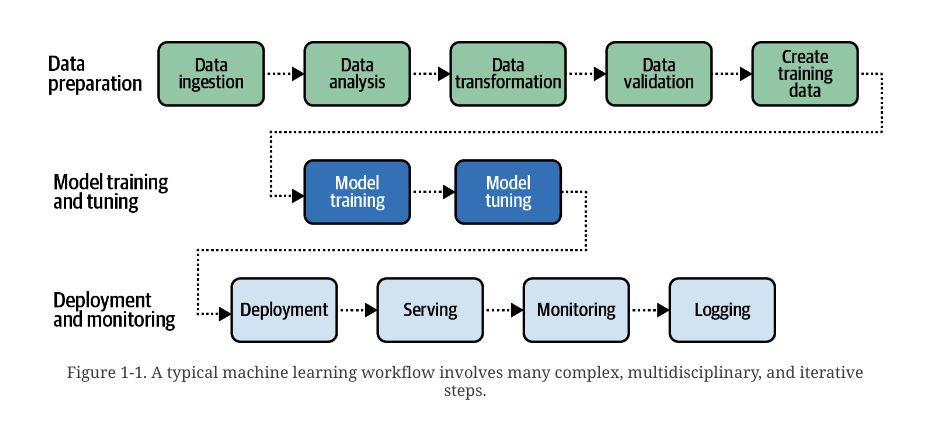 Data
preparation
Data
ingestion
Data
analysis
Data
transformation
Data
validation
Create
training
data
Model training
and tuning
Model
training
Model
tuning
Deployment
and monitoring
Deployment
Serving
Monitoring
Logging
Figure 1-1. A typical machine learning workflow involves many complex, multidisciplinary, and iterative
steps.